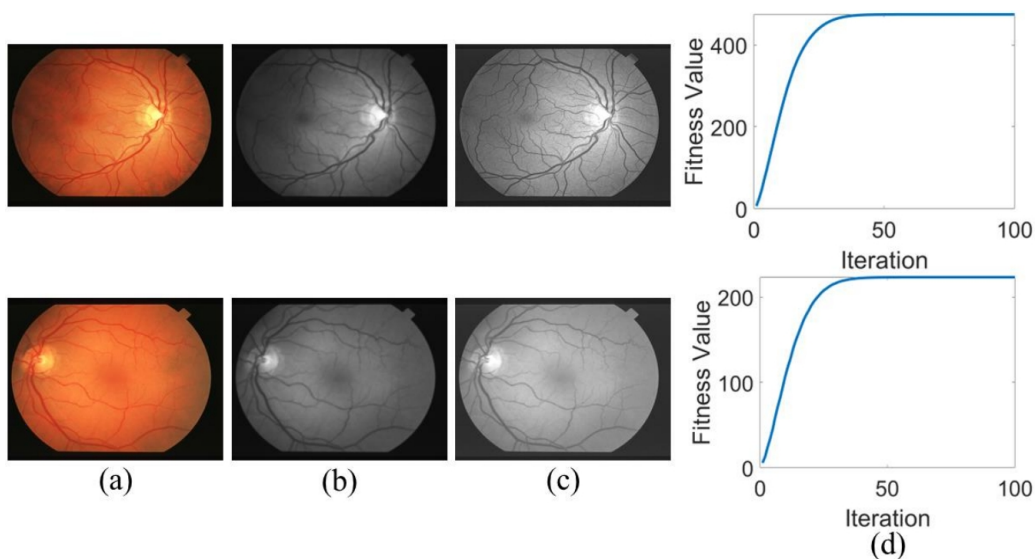 400
200
0
Fitness Value
0
50
100
Iteration
200
100
0
Fitness Value
0
50
100
Iteration
(a)
(b)
(c)
(d)